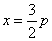 x = 3/2 p